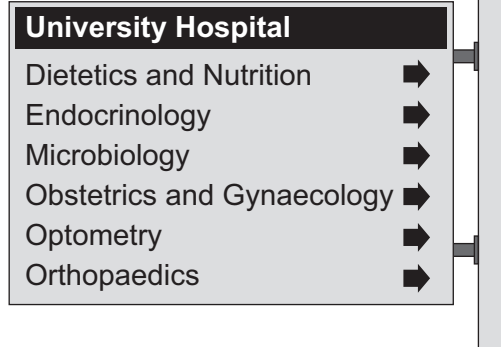 University Hospital
Dietetics and Nutrition
Endocrinology
Microbiology
Obstetrics and Gynaecology
Optometry
Orthopaedics